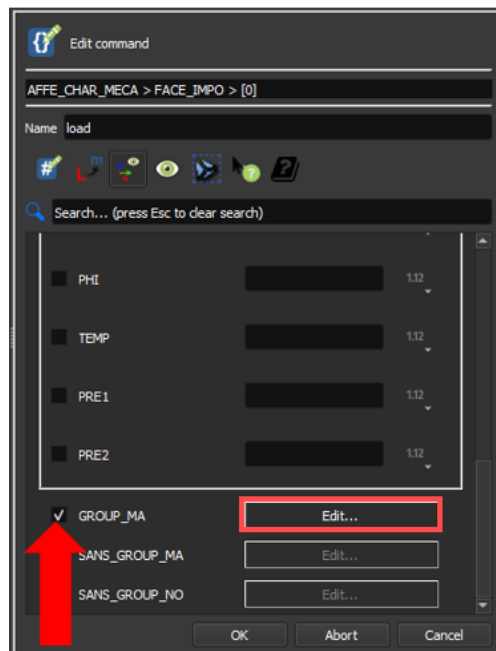 Edit command
AFFE_CHAR_MECA > FACE_IMPO > [0]
Name load
Search... (press Esc to clear search)
PHI 1.12
TEMP 1.12
PRE1 1.12
PRE2 1.12
GROUP_MA Edit...
SANS_GROUP_MA Edit...
SANS_GROUP_NO Edit...
OK Abort Cancel